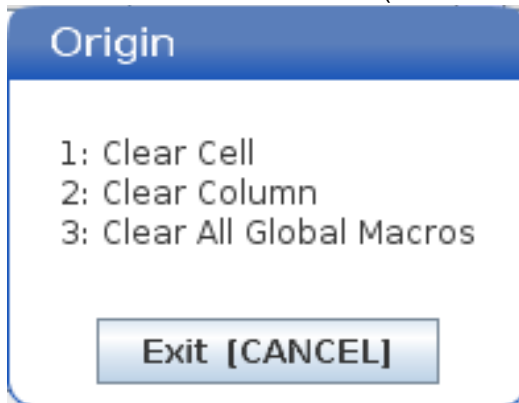 Origin
1: Clear Cell
2: Clear Column
3: Clear All Global Macros
Exit [CANCEL]